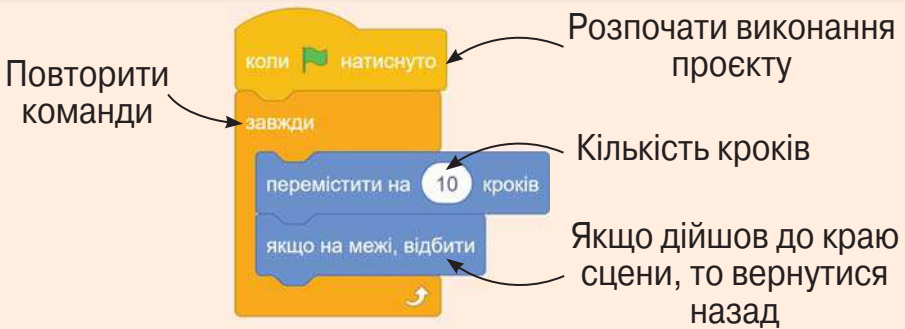 Повторити
команди
коли натиснуто
завжди
перемістити на 10 кроків
якщо на межі, відбити
Розпочати виконання
проєкту
Кількість кроків
Якщо дійшов до краю
сцени, то вернутися
назад